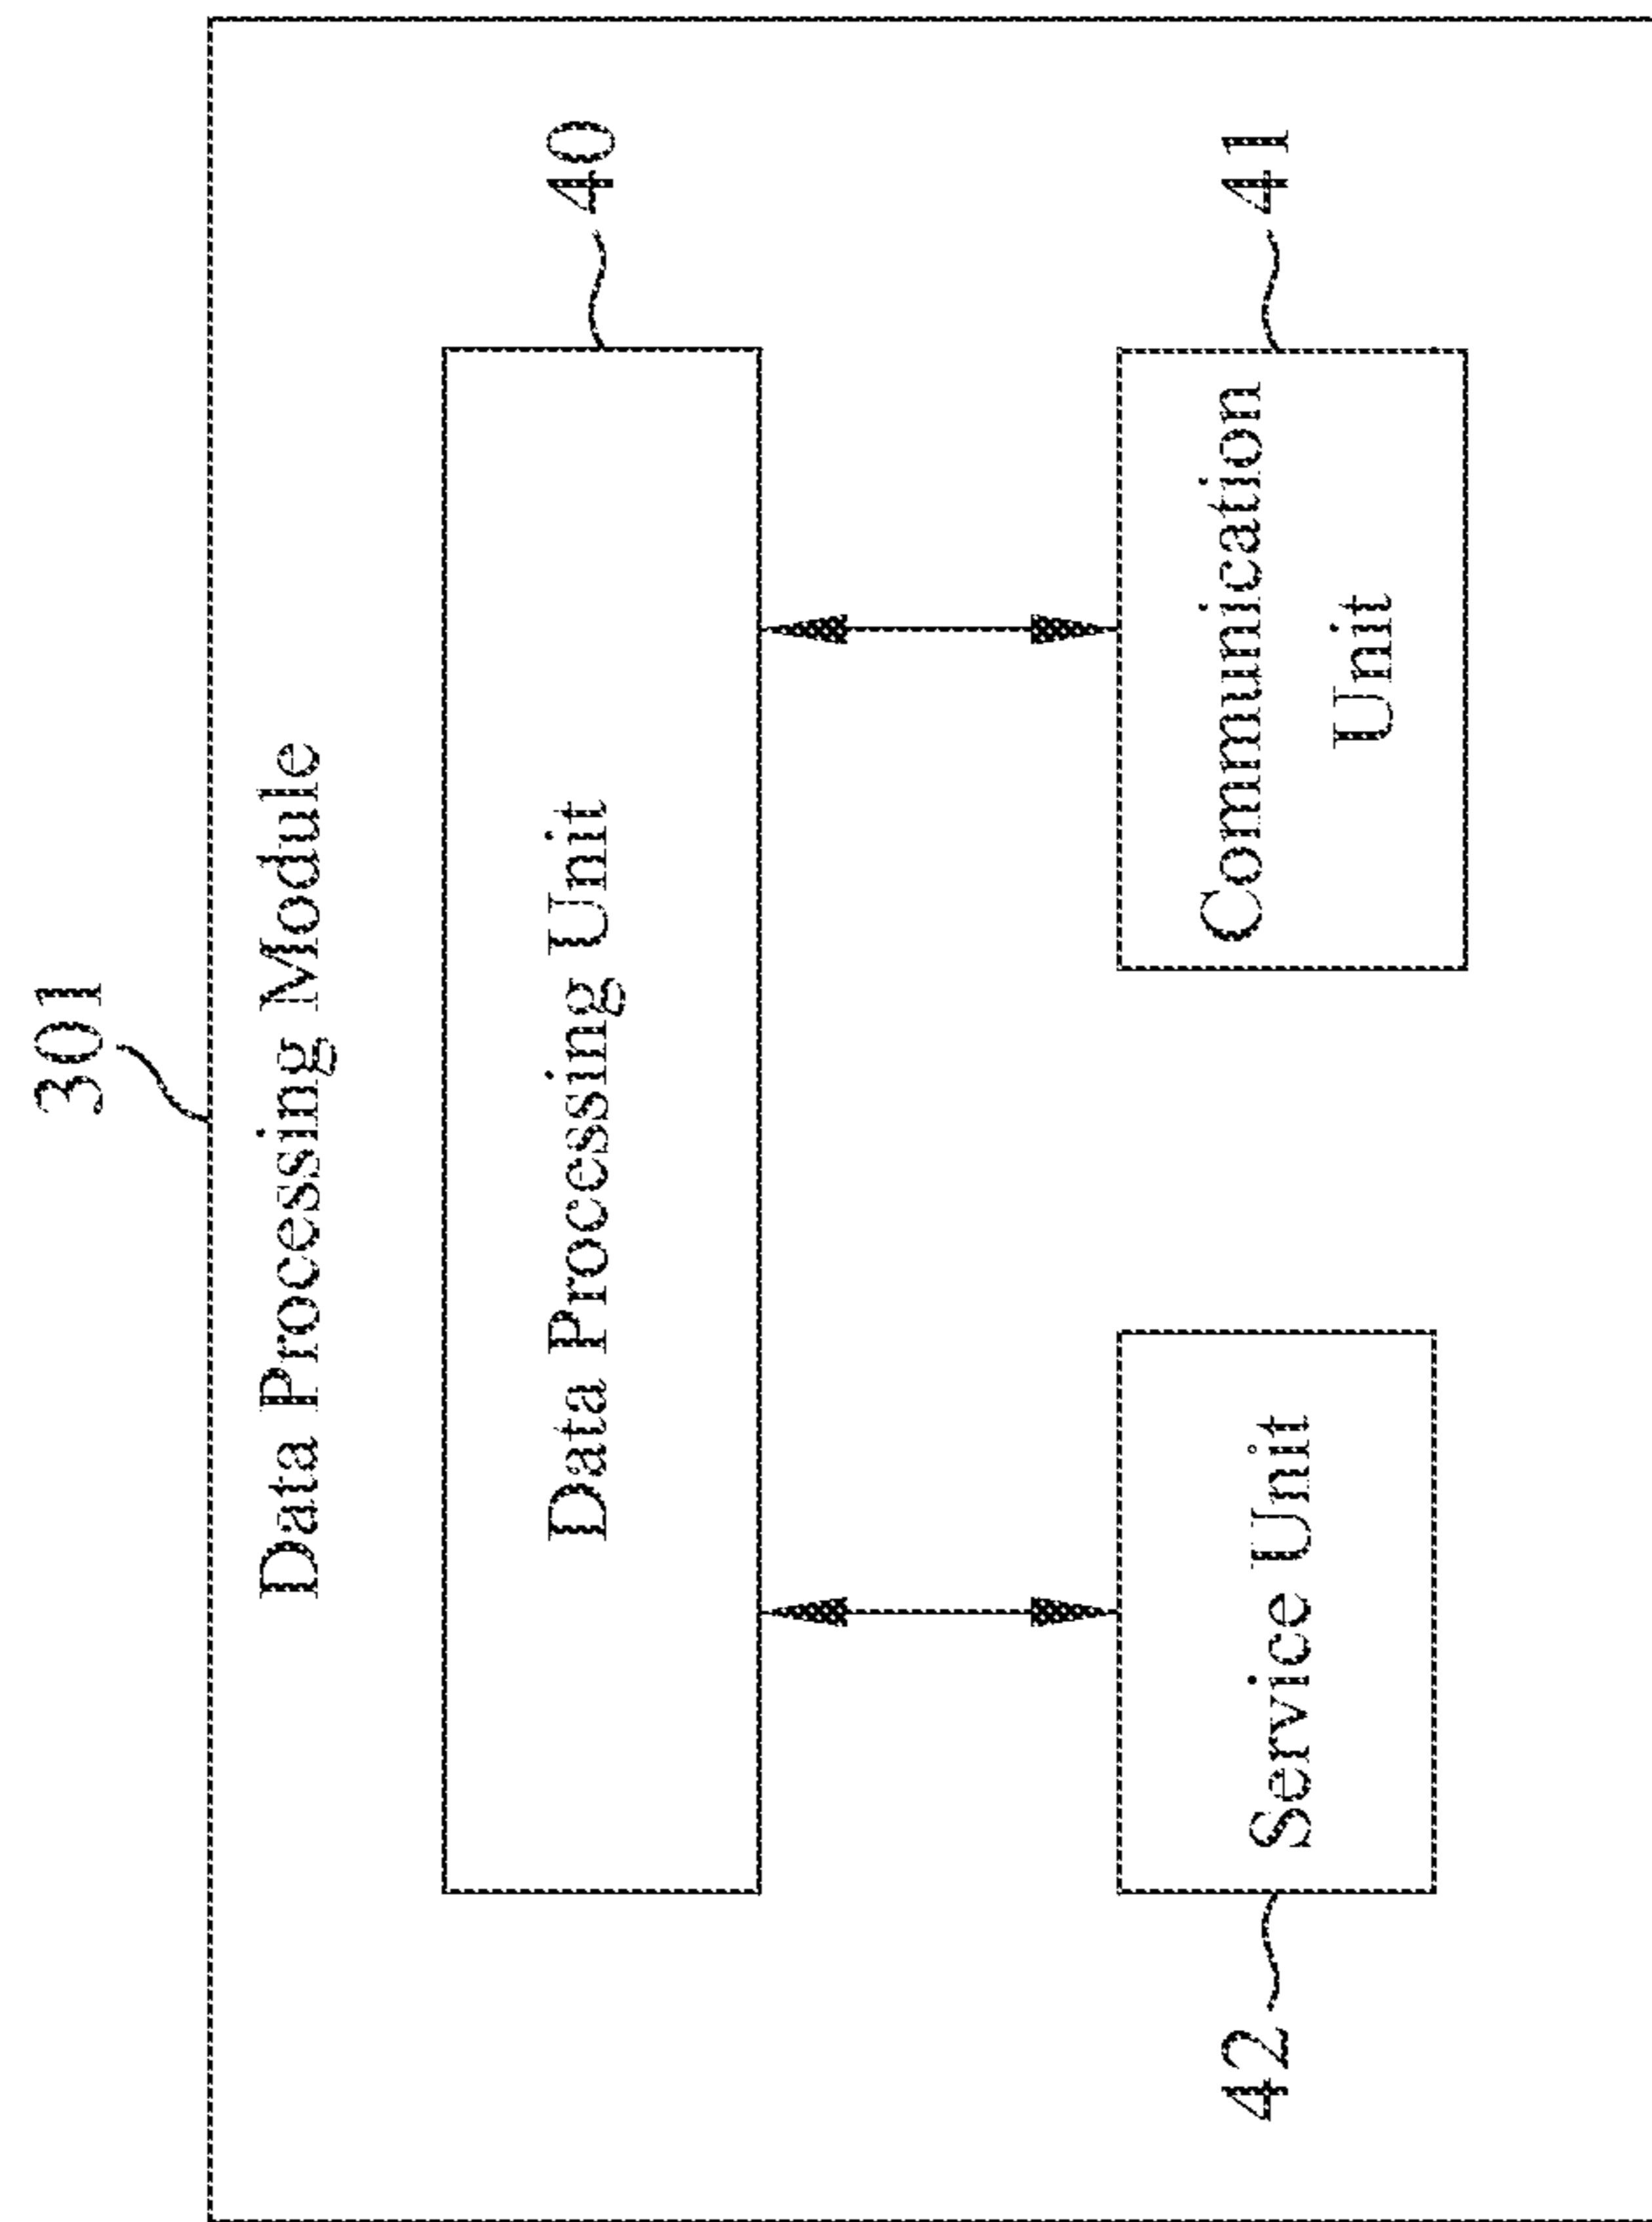 301
Data Processing Module
Data Processing Unit
40
Service Unit
42
Communication
Unit
41